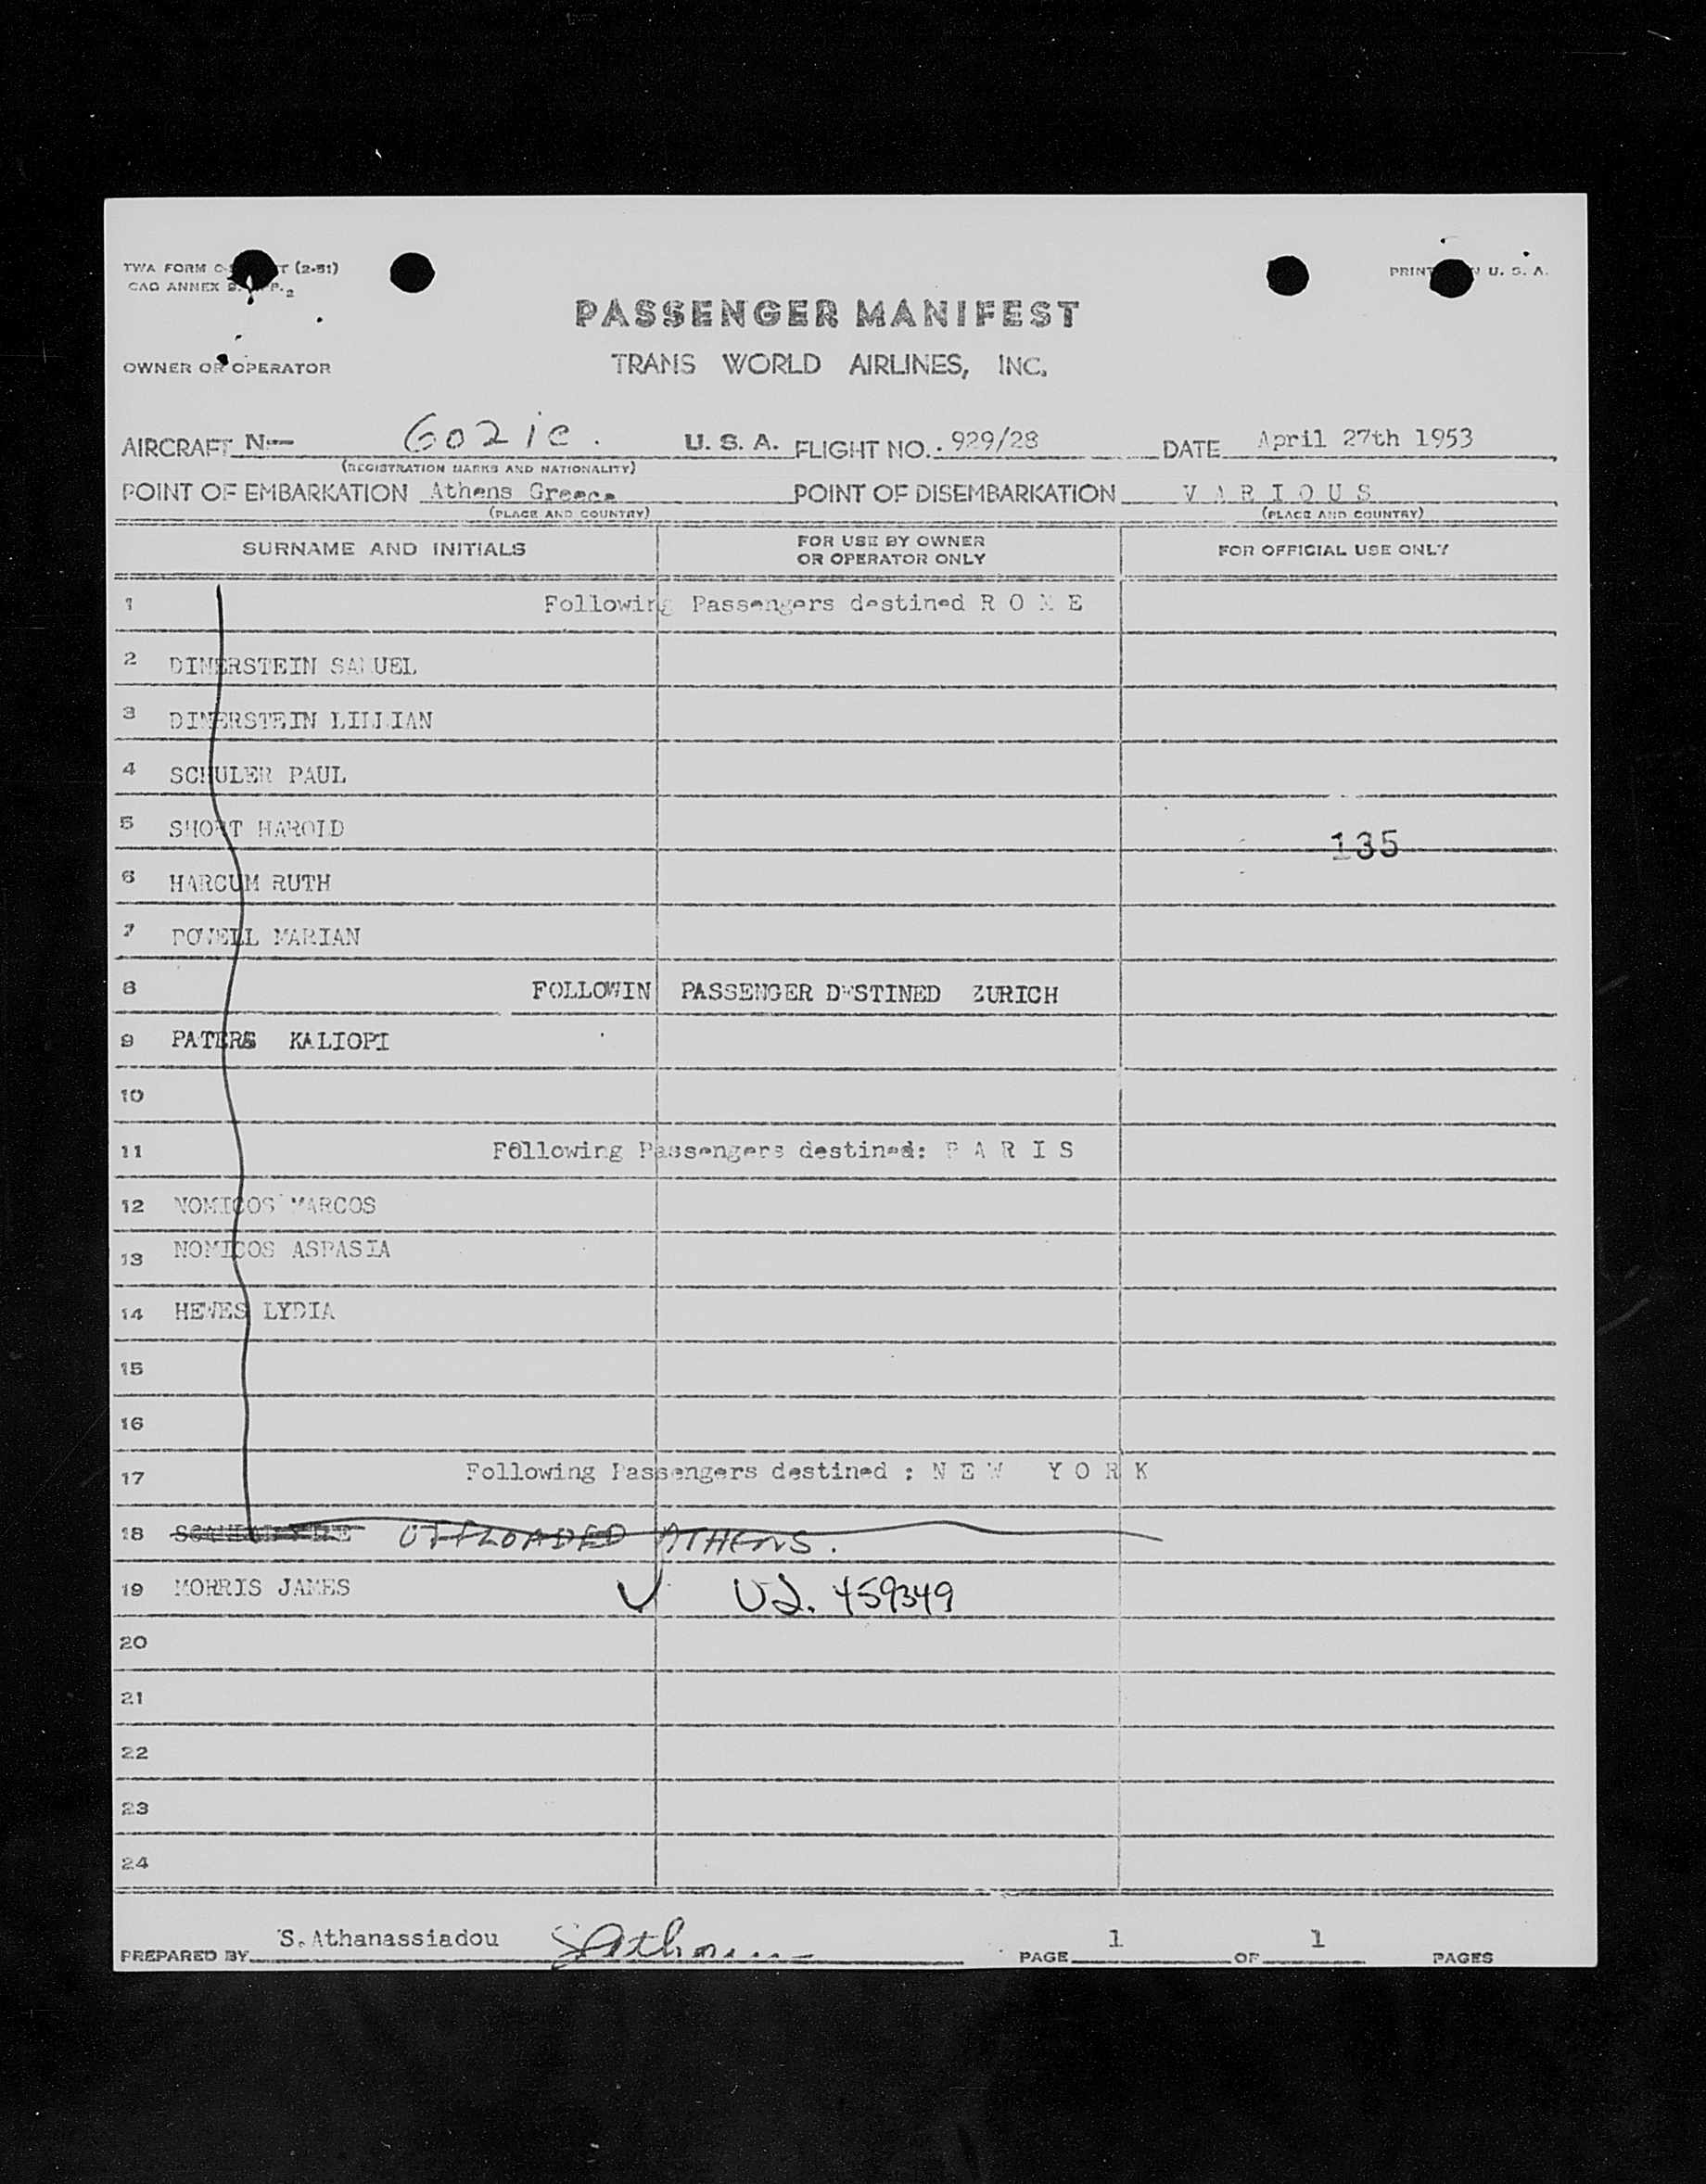 TWA FORM (2-51)
PRINT U. S. A.
CAO ANNEX
PASSENGER MANIFEST
OWNER OR OPERATOR
TRANS WORLD AIRLINES, INC.
AIRCRAFT N— 6021C. U. S. A. FLIGHT NO. 929/28 DATE April 27th 1953
(REGISTRATION MARKS AND NATIONALITY)
POINT OF EMBARKATION Athens Greece POINT OF DISEMBARKATION V A R I O U S
(PLACE AND COUNTRY) (PLACE AND COUNTRY)
SURNAME AND INITIALS FOR USE BY OWNER OR OPERATOR ONLY FOR OFFICIAL USE ONLY
1 Following Passengers destined R O M E
2 DINERSTEIN SAMUEL
3 DINERSTEIN LILLIAN
4 SCHULER PAUL
5 SHORT HAROLD 135
6 HARCUM RUTH
7 POWELL MARIAN
8 FOLLOWIN PASSENGER DESTINED ZURICH
9 PATERS KALIOPI
10
11 Following Passengers destined: P A R I S
12 NOMICOS MARCOS
13 NOMICOS ASPASIA
14 HEWES LYDIA
15
16
17 Following Passengers destined : N E W Y O R K
18 OFFLOADED ATHENS.
19 MORRIS JAMES US. 459349
20
21
22
23
24
PREPARED BY S. Athanassiadou PAGE 1 OF 1 PAGES